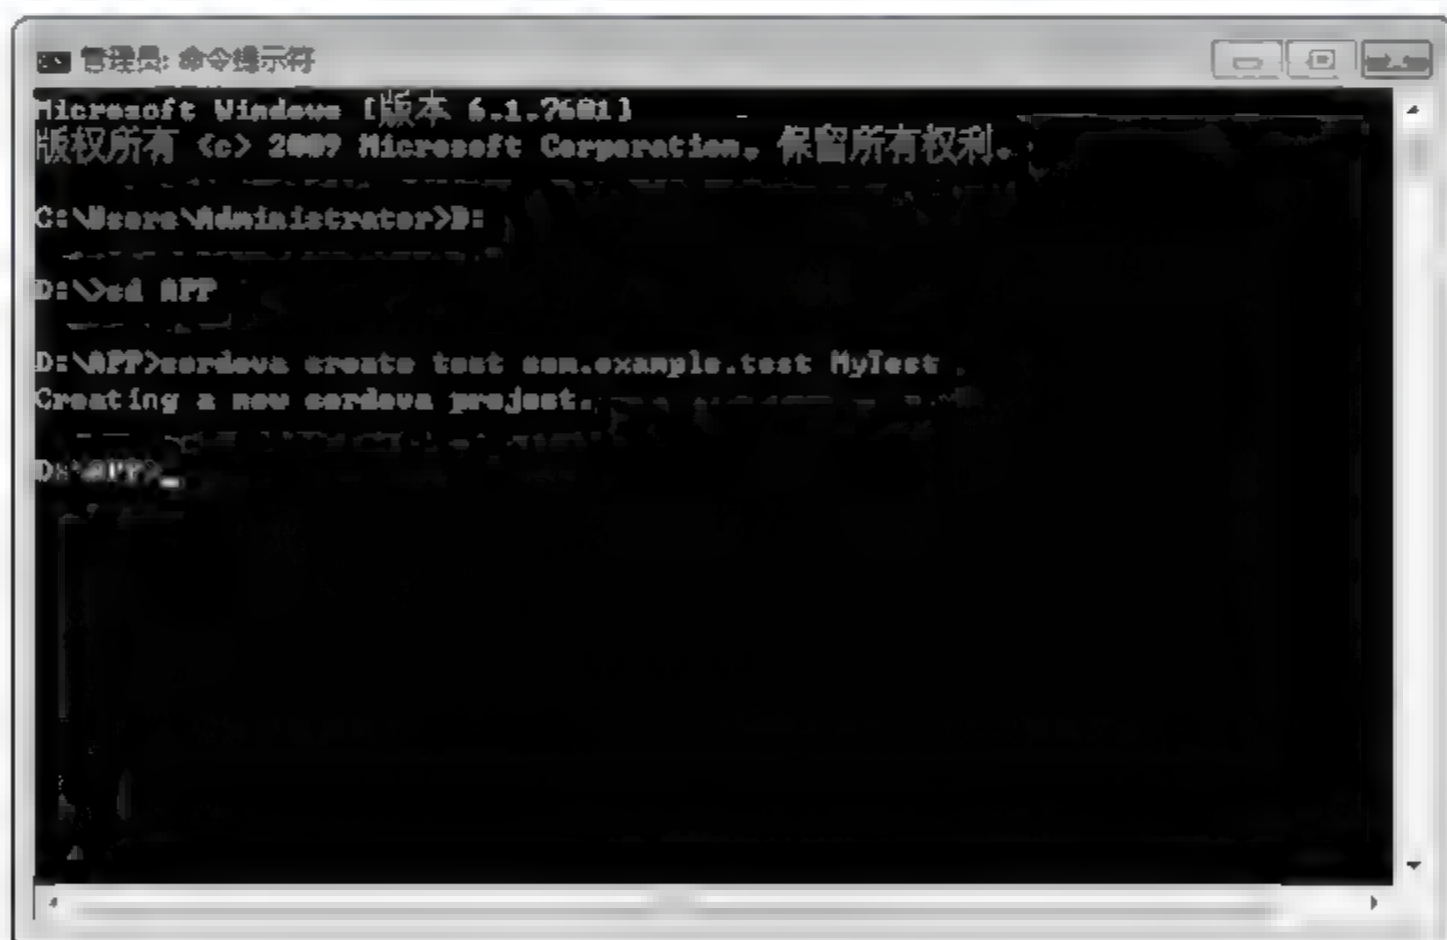 管理员: 命令提示符
Microsoft Windows [版本 6.1.7601]
版权所有 <c> 2009 Microsoft Corporation。保留所有权利。
C:\Users\Administrator>D:
D:\>cd APP
D:\APP>cordova create test com.example.test MyTest
Creating a new cordova project.
D:\APP>_